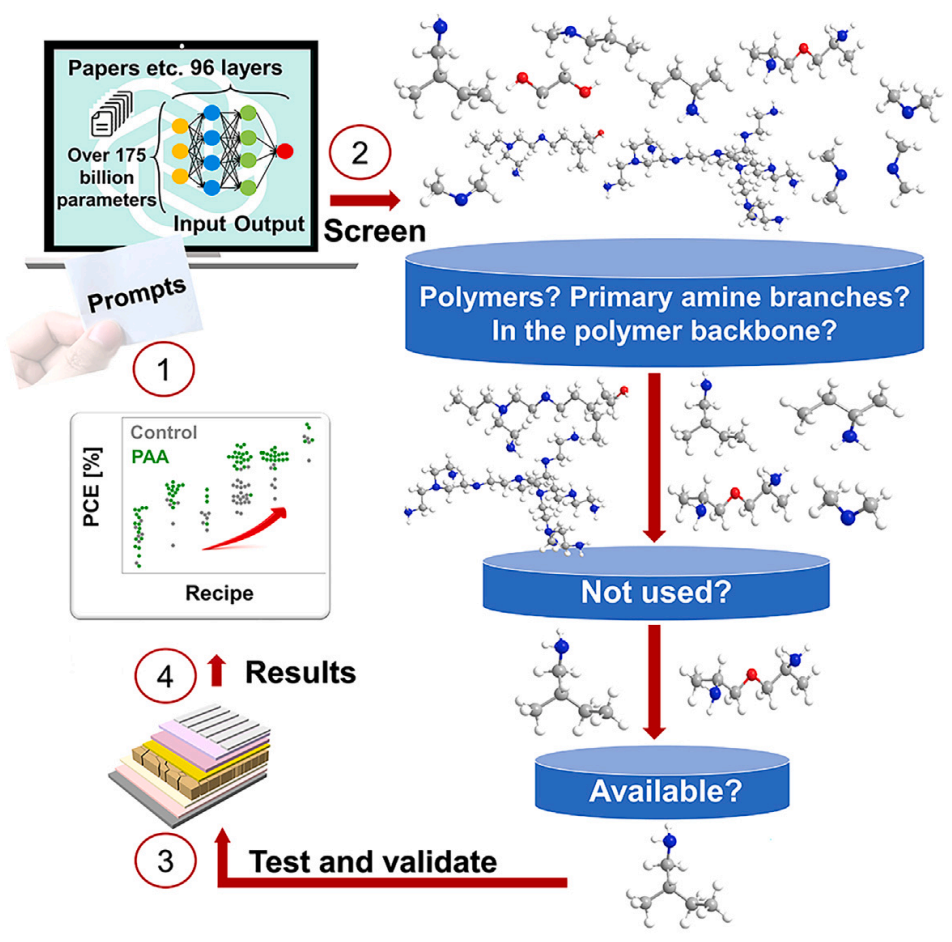 Papers etc. 96 layers
Over 175
billion
parameters
Input Output
2
Screen
Prompts
1
Polymers? Primary amine branches?
In the polymer backbone?
Control
PAA
PCE [%]
Recipe
Not used?
4
Results
Available?
3
Test and validate